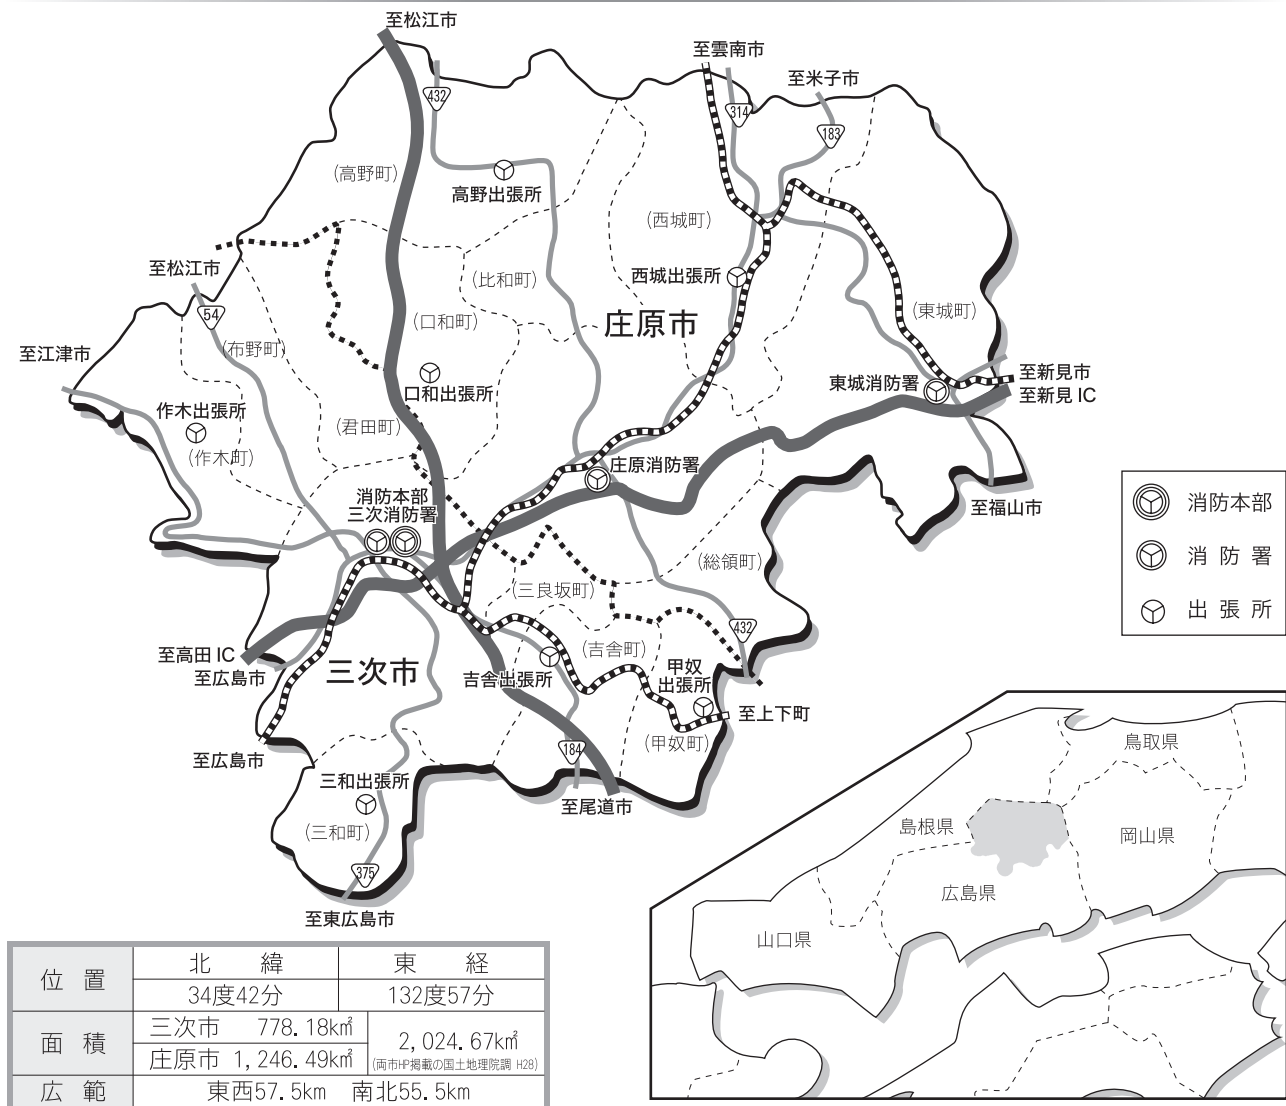 至松江市
至雲南市
至米子市
432
314
183
(高野町)
高野出張所
(西城町)
至松江市
(比和町)
西城出張所
54
(口和町)
庄原市
(東城町)
(布野町)
至江津市
口和出張所
東城消防署
至新見市
至新見IC
作木出張所
(君田町)
(作木町)
庄原消防署
消防本部
三次消防署
至福山市
消防本部
消防署
出張所
(総領町)
(三良坂町)
432
(吉舎町)
至高田IC
至広島市
三次市
吉舎出張所
甲奴
出張所
至上下町
(甲奴町)
184
至広島市
三和出張所
至尾道市
(三和町)
375
至東広島市
鳥取県
島根県
岡山県
広島県
山口県
位置 北緯 東経
34度42分 132度57分
面積 三次市 778.18k㎡ 2,024.67k㎡
庄原市 1,246.49k㎡ (両市HP掲載の国土地理院調 H28)
広範 東西57.5km 南北55.5km